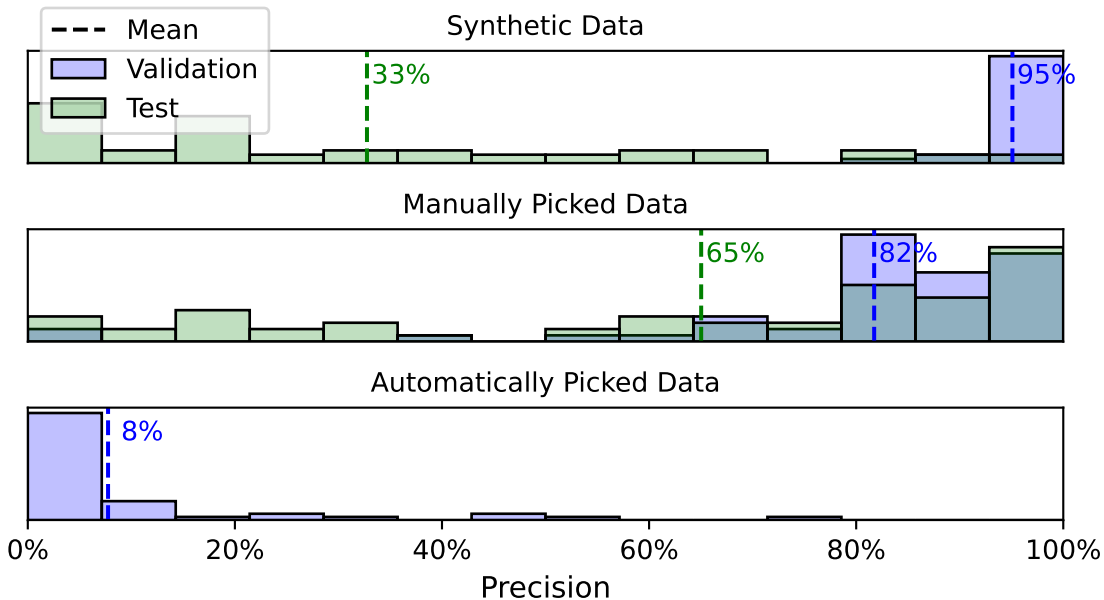 Mean
Validation
Test
Synthetic Data
33%
95%
Manually Picked Data
65%
82%
Automatically Picked Data
8%
0% 20% 40% 60% 80% 100%
Precision